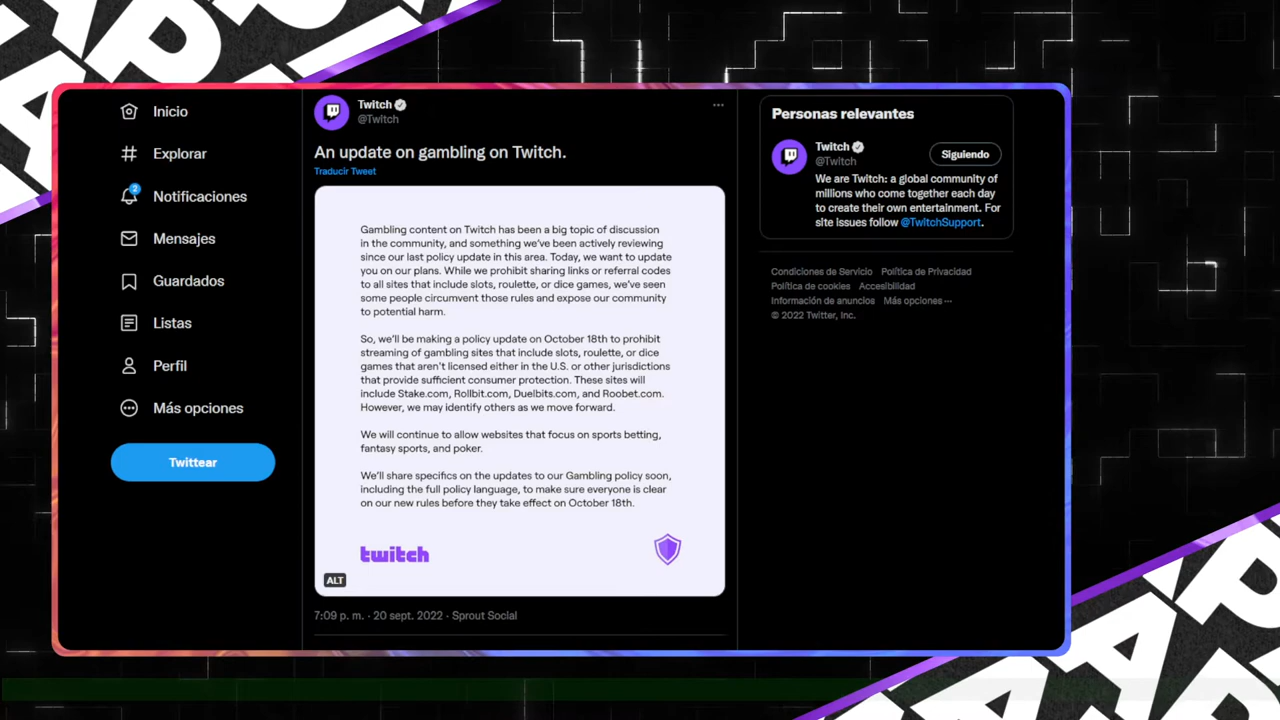 Inicio
Explorar
2
Notificaciones
Mensajes
Guardados
Listas
Perfil
Más opciones
Twittear
Twitch
@Twitch
An update on gambling on Twitch.
Traducir Tweet
Gambling content on Twitch has been a big topic of discussion
in the community, and something we've been actively reviewing
since our last policy update in this area. Today, we want to update
you on our plans. While we prohibit sharing links or referral codes
to all sites that include slots, roulette, or dice games, we've seen
some people circumvent those rules and expose our community
to potential harm.
So, we'll be making a policy update on October 18th to prohibit
streaming of gambling sites that include slots, roulette, or dice
games that aren't licensed either in the U.S. or other jurisdictions
that provide sufficient consumer protection. These sites will
include Stake.com, Rollbit.com, Duelbits.com, and Roobet.com.
However, we may identify others as we move forward.
We will continue to allow websites that focus on sports betting,
fantasy sports, and poker.
We'll share specifics on the updates to our Gambling policy soon,
including the full policy language, to make sure everyone is clear
on our new rules before they take effect on October 18th.
twitch
ALT
7:09 p. m. · 20 sept. 2022 · Sprout Social
Personas relevantes
Twitch
@Twitch
Siguiendo
We are Twitch: a global community of
millions who come together each day
to create their own entertainment. For
site issues follow @TwitchSupport.
Condiciones de Servicio Política de Privacidad
Política de cookies Accesibilidad
Información de anuncios Más opciones ···
© 2022 Twitter, Inc.